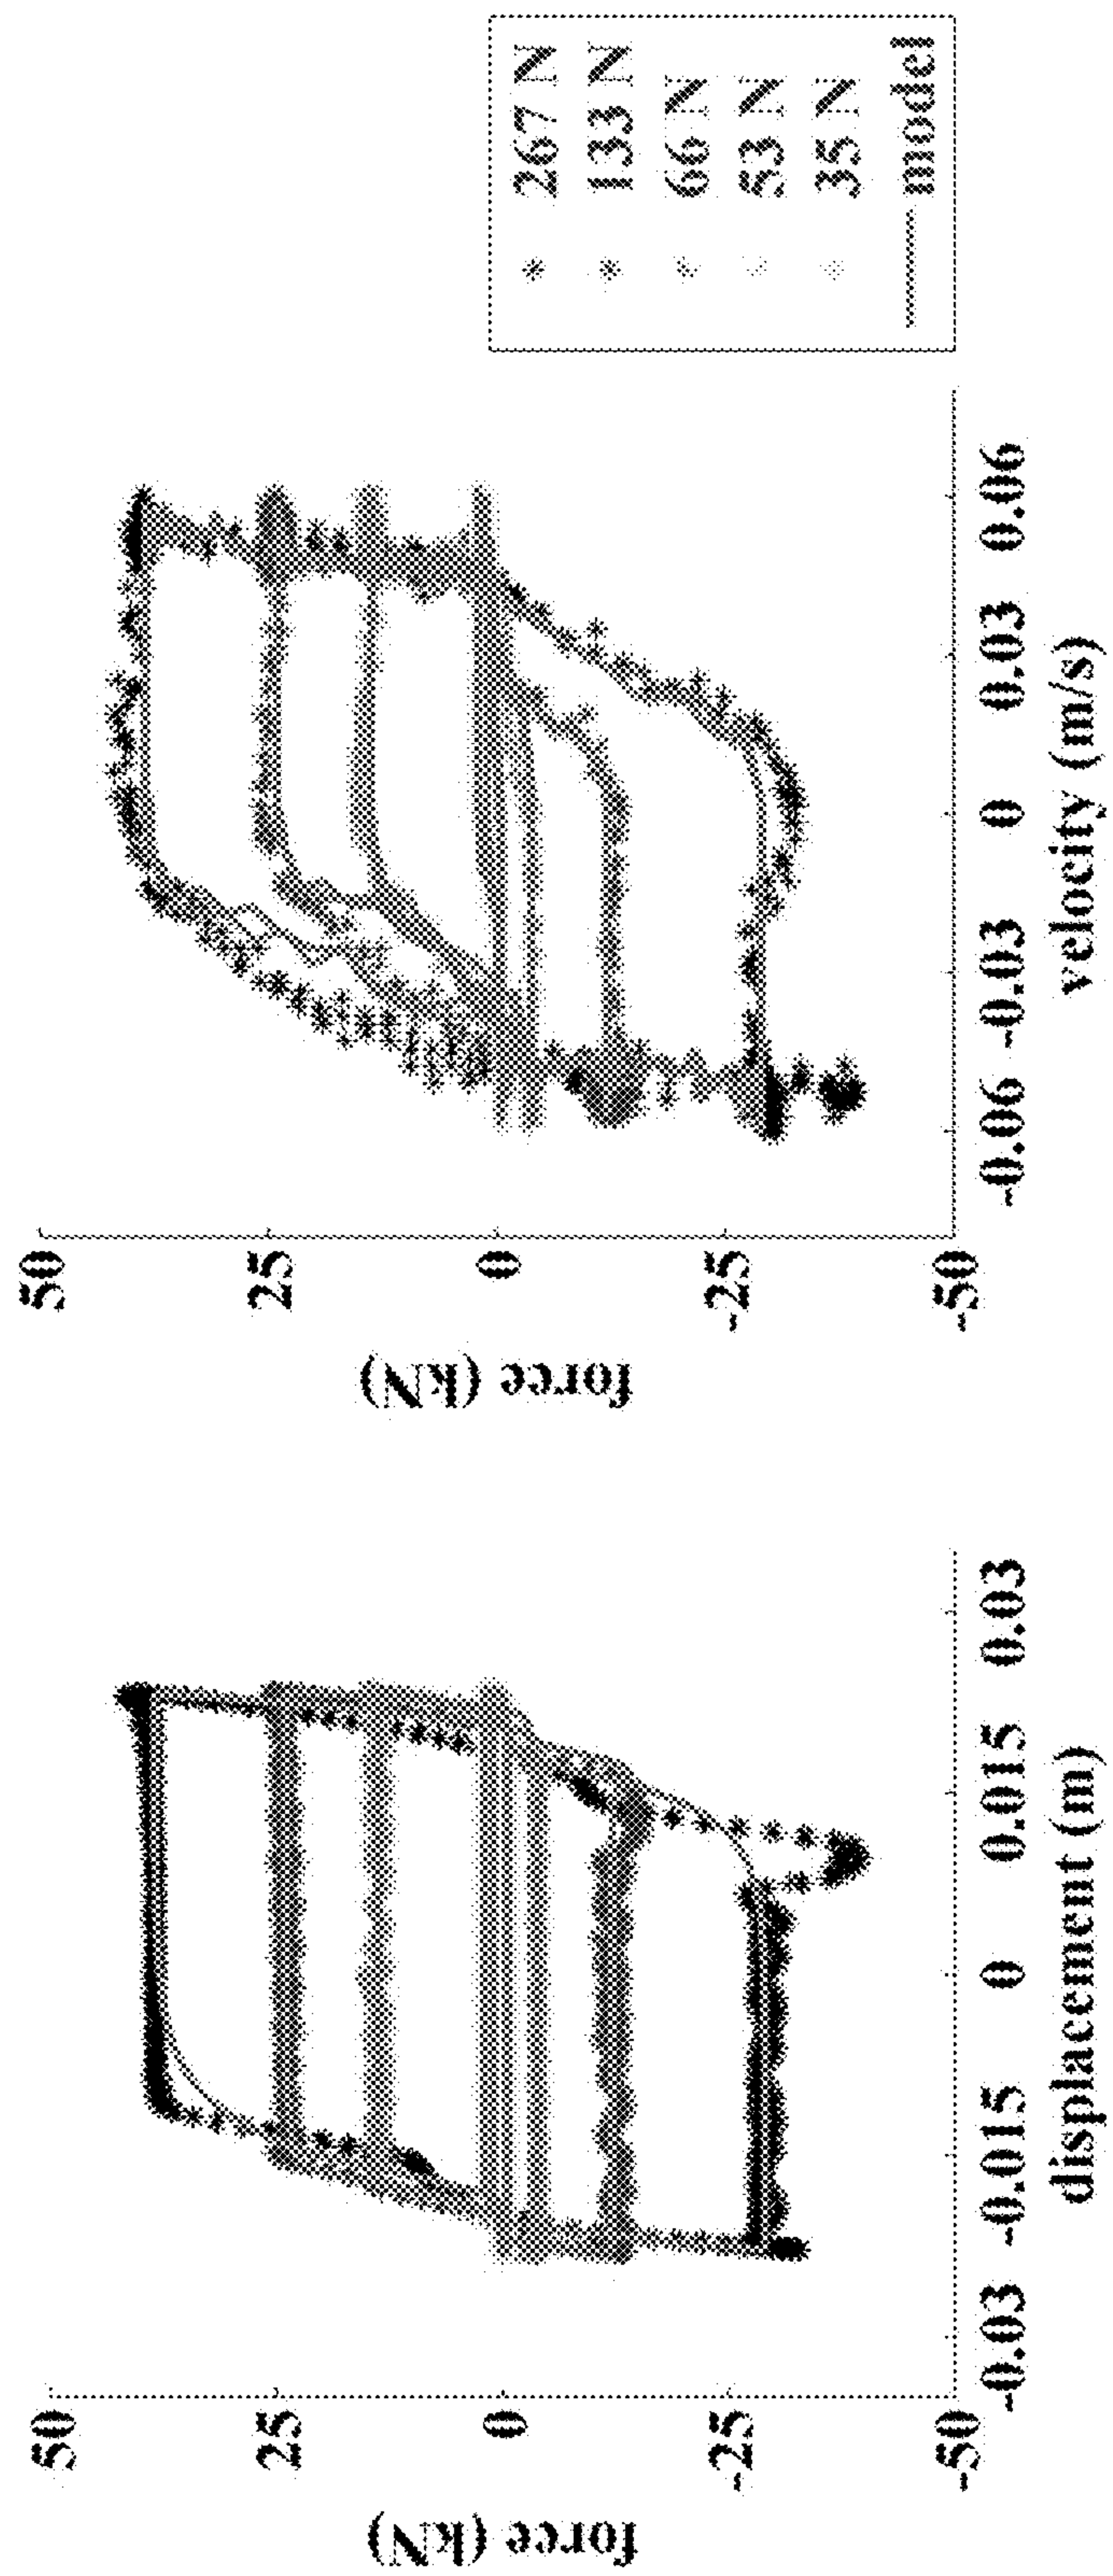 50
25
0
-25
-50
force (kN)
-0.03 -0.015 0 0.015 0.03
displacement (m)
50
25
0
-25
-50
force (kN)
-0.06 -0.03 0 0.03 0.06
velocity (m/s)
267 N
133 N
66 N
53 N
35 N
model